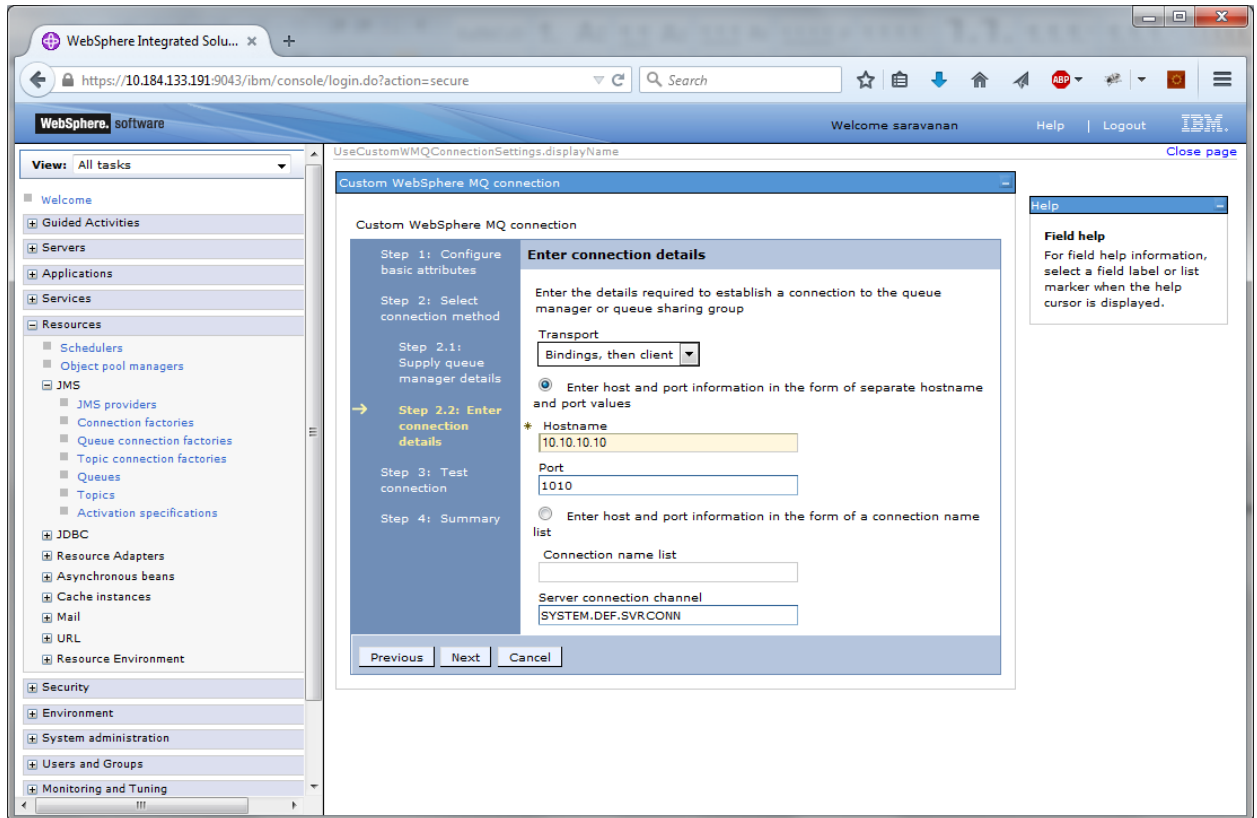 WebSphere Integrated Solu...
https://10.184.133.191:9043/ibm/console/login.do?action=secure
Search
ABP
WebSphere. software
Welcome saravanan
Help | Logout
IBM.
View: All tasks
Welcome
Guided Activities
Servers
Applications
Services
Resources
Schedulers
Object pool managers
JMS
JMS providers
Connection factories
Queue connection factories
Topic connection factories
Queues
Topics
Activation specifications
JDBC
Resource Adapters
Asynchronous beans
Cache instances
Mail
URL
Resource Environment
Security
Environment
System administration
Users and Groups
Monitoring and Tuning
UseCustomWMQConnectionSettings.displayName
Close page
Custom WebSphere MQ connection
Custom WebSphere MQ connection
Step 1: Configure
basic attributes
Step 2: Select
connection method
Step 2.1:
Supply queue
manager details
Step 2.2: Enter
connection
details
Step 3: Test
connection
Step 4: Summary
Enter connection details
Enter the details required to establish a connection to the queue
manager or queue sharing group
Transport
Bindings, then client
Enter host and port information in the form of separate hostname
and port values
Hostname
10.10.10.10
Port
1010
Enter host and port information in the form of a connection name
list
Connection name list
Server connection channel
SYSTEM.DEF.SVRCONN
Previous
Next
Cancel
Help
Field help
For field help information,
select a field label or list
marker when the help
cursor is displayed.